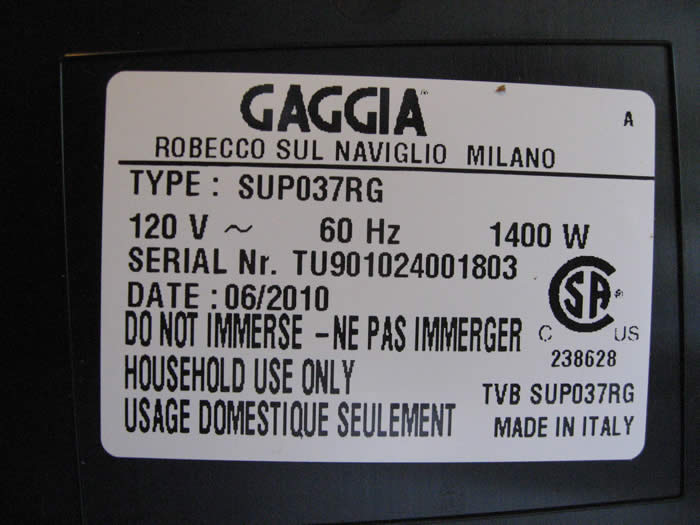 GAGGIA
A
ROBECCO SUL NAVIGLIO MILANO
TYPE : SUP037RG
120 V ~ 60 Hz 1400 W
SERIAL Nr. TU901024001803
DATE : 06/2010
DO NOT IMMERSE - NE PAS IMMERGER
HOUSEHOLD USE ONLY
USAGE DOMESTIQUE SEULEMENT
CSA®
C US
238628
TVB SUP037RG
MADE IN ITALY